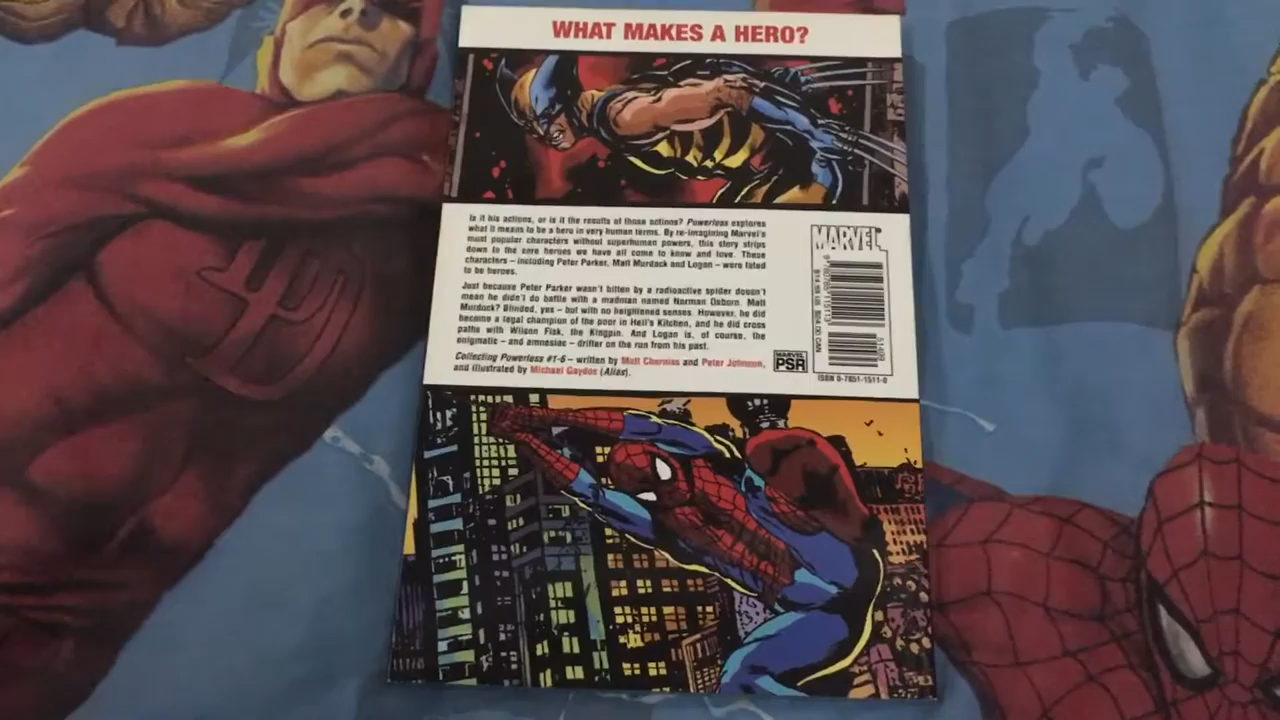 WHAT MAKES A HERO?
Is it his actions, or is it the results of those actions? Powerless explores
what it means to be a hero in very human terms. By re-imagining Marvel's
most popular characters without superhuman powers, this story strips
down to the core heroes we have all come to know and love. These
characters – including Peter Parker, Matt Murdock and Logan – were fated
to be heroes.
Just because Peter Parker wasn't bitten by a radioactive spider doesn't
mean he didn't do battle with a madman named Norman Osborn. Matt
Murdock? Blinded, yes – but with no heightened senses. However, he did
become a legal champion of the poor in Hell's Kitchen, and he did cross
paths with Wilson Fisk, the Kingpin. And Logan is, of course, the
enigmatic – and amnesiac – drifter on the run from his past.
Collecting Powerless #1-6 – written by Matt Cherniss and Peter Johnson,
and illustrated by Michael Gaydos (Alias).
MARVEL
PSR
MARVEL
$14.99 US $24.00 CAN
51499
ISBN 0-7851-1511-0